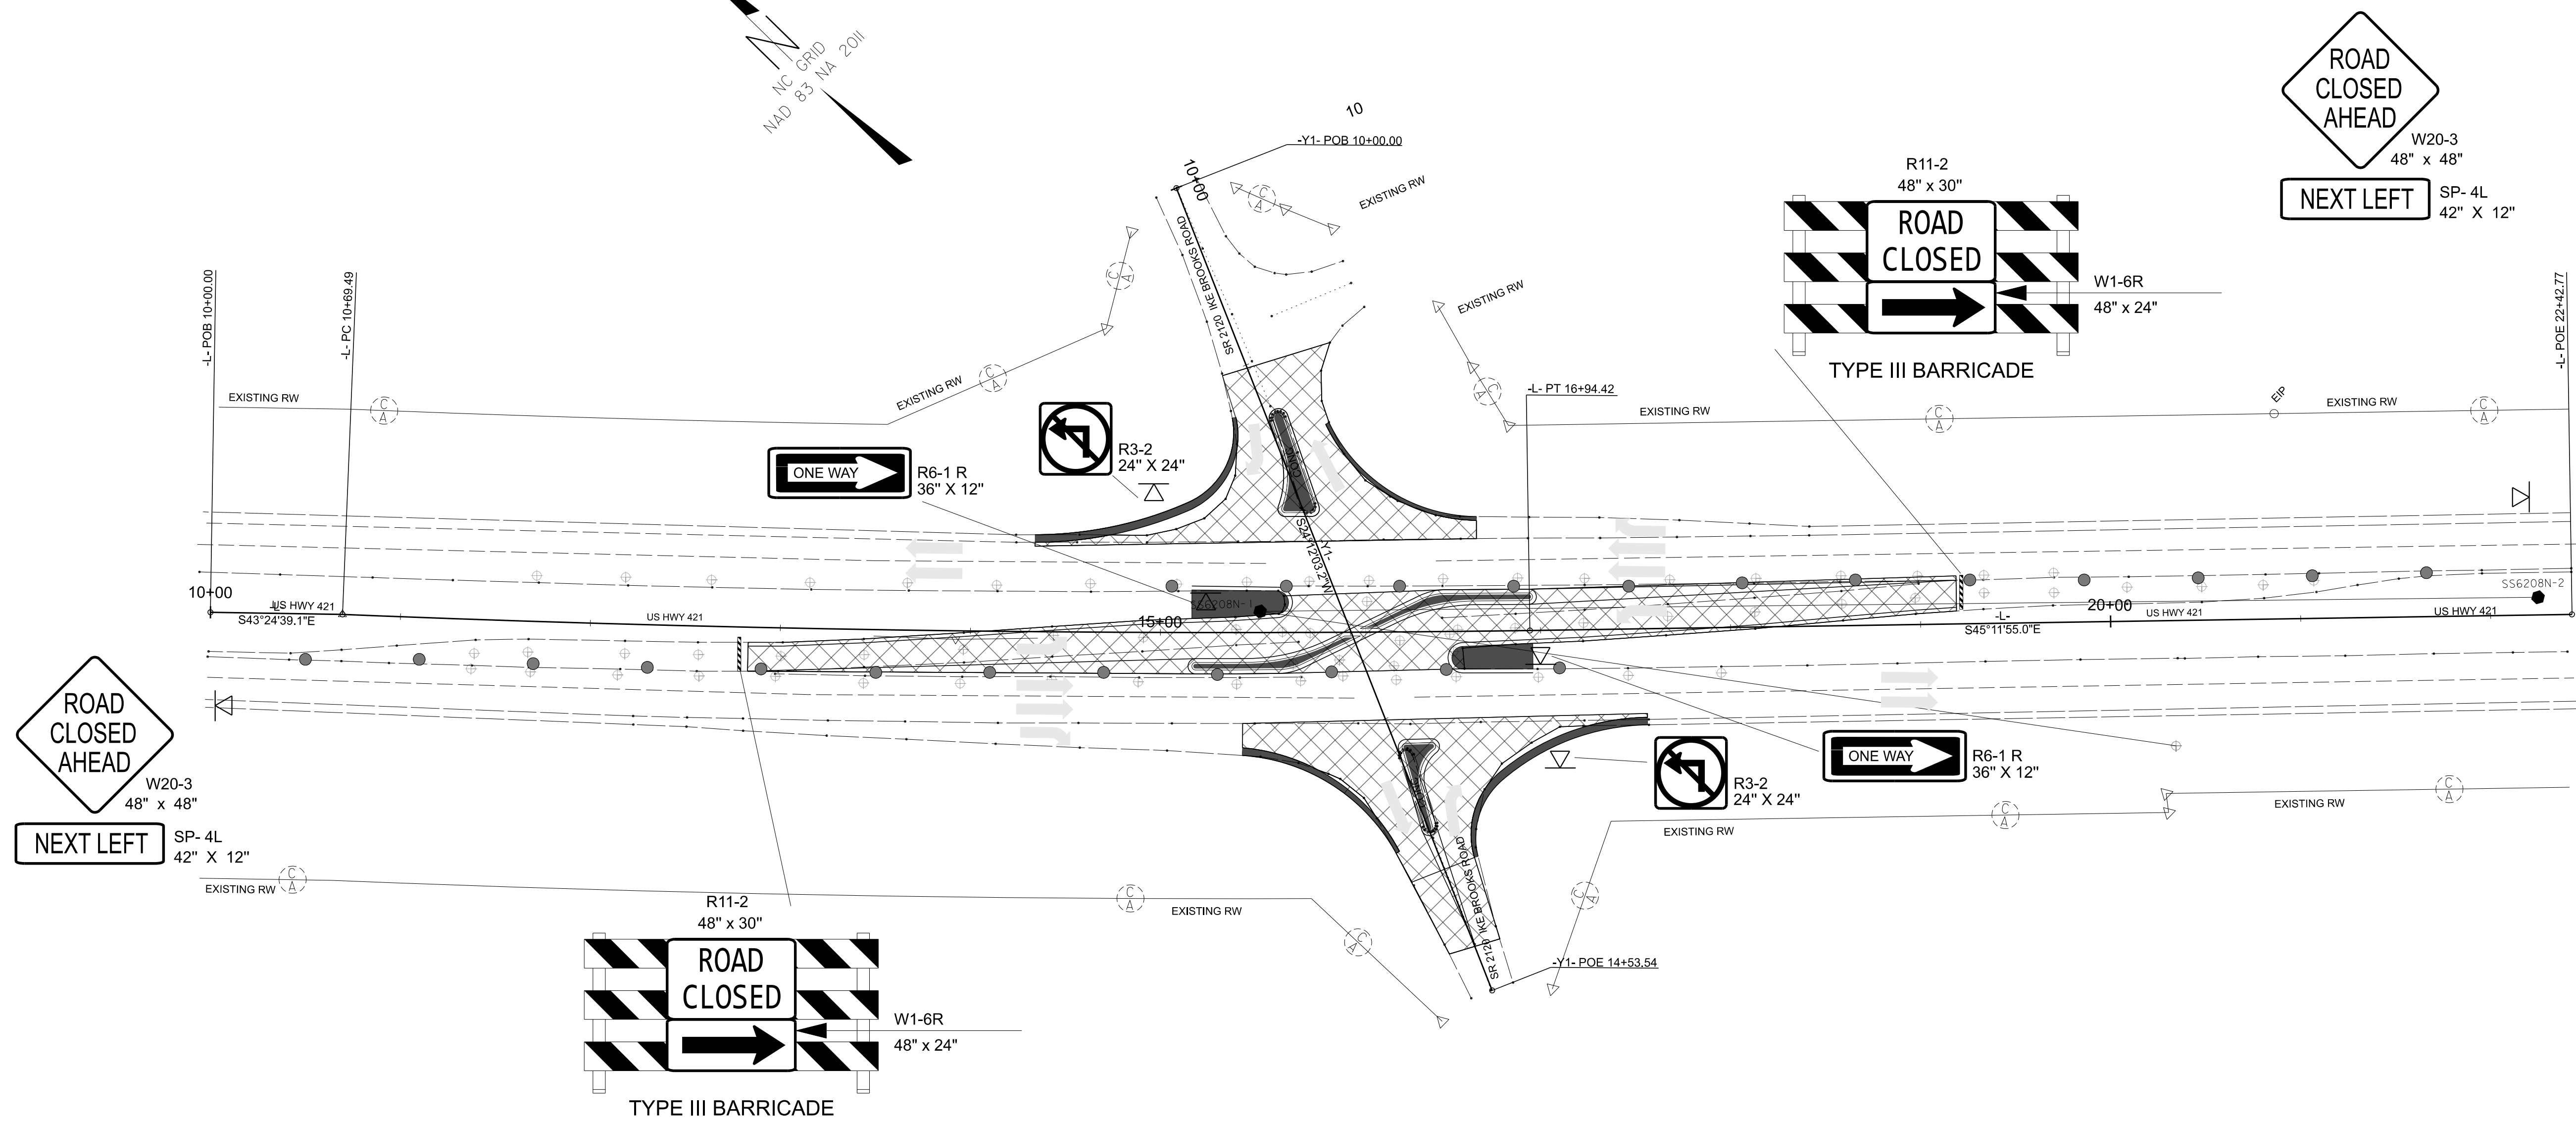 NC GRID
NAD 83 NA 2011
ROAD
CLOSED
AHEAD
W20-3
48" x 48"
NEXT LEFT
SP- 4L
42" X 12"
10
-Y1- POB 10+00.00
10+00
EXISTING RW
C
A
R11-2
48" x 30"
ROAD
CLOSED
W1-6R
48" x 24"
TYPE III BARRICADE
SR 2120 IKE BROOKS ROAD
C
A
EXISTING RW
-L- POB 10+00.00
-L- PC 10+69.49
-L- POE 22+42.77
EXISTING RW
C
A
EXISTING RW
C
A
C
A
-L- PT 16+94.42
EXISTING RW
C
A
EIP
EXISTING RW
C
A
R3-2
24" X 24"
ONE WAY
R6-1 R
36" X 12"
CONC
-Y1-
S24°12'03.2"W
10+00
-L-
US HWY 421
S43°24'39.1"E
US HWY 421
SS6208N-1
15+00
-L-
S45°11'55.0"E
20+00
US HWY 421
US HWY 421
SS6208N-2
ROAD
CLOSED
AHEAD
W20-3
48" x 48"
NEXT LEFT
SP- 4L
42" X 12"
R3-2
24" X 24"
ONE WAY
R6-1 R
36" X 12"
EXISTING RW
C
A
EXISTING RW
C
A
EXISTING RW
C
A
C
A
EXISTING RW
C
A
C
A
SR 2120 IKE BROOKS ROAD
-Y1- POE 14+53.54
R11-2
48" x 30"
ROAD
CLOSED
W1-6R
48" x 24"
TYPE III BARRICADE